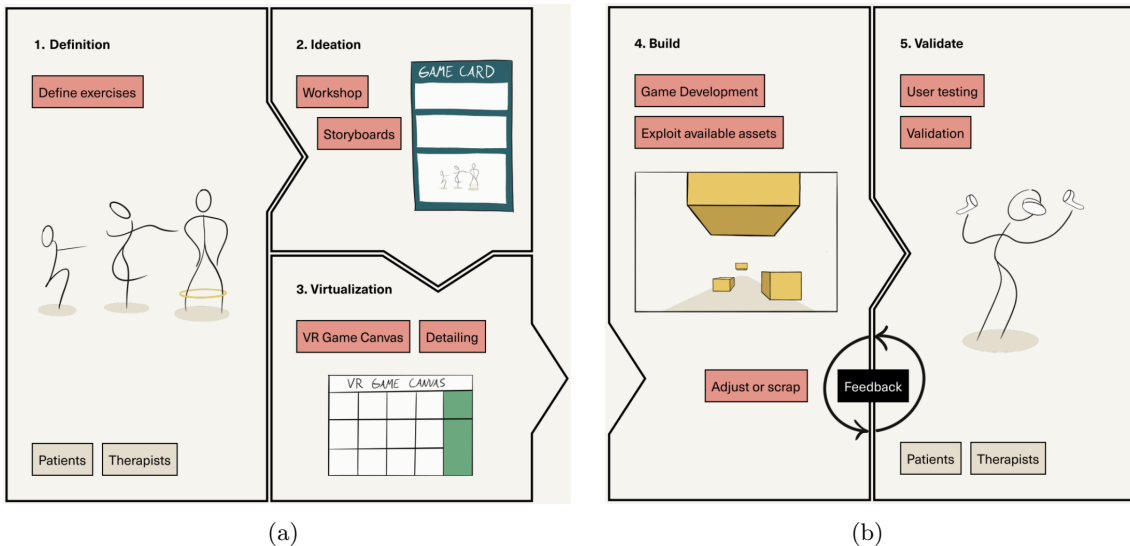 1. Definition
Define exercises
Patients
Therapists
2. Ideation
Workshop
Storyboards
GAME CARD
3. Virtualization
VR Game Canvas
Detailing
VR GAME CANVAS
(a)
4. Build
Game Development
Exploit available assets
Adjust or scrap
Feedback
5. Validate
User testing
Validation
Patients
Therapists
(b)